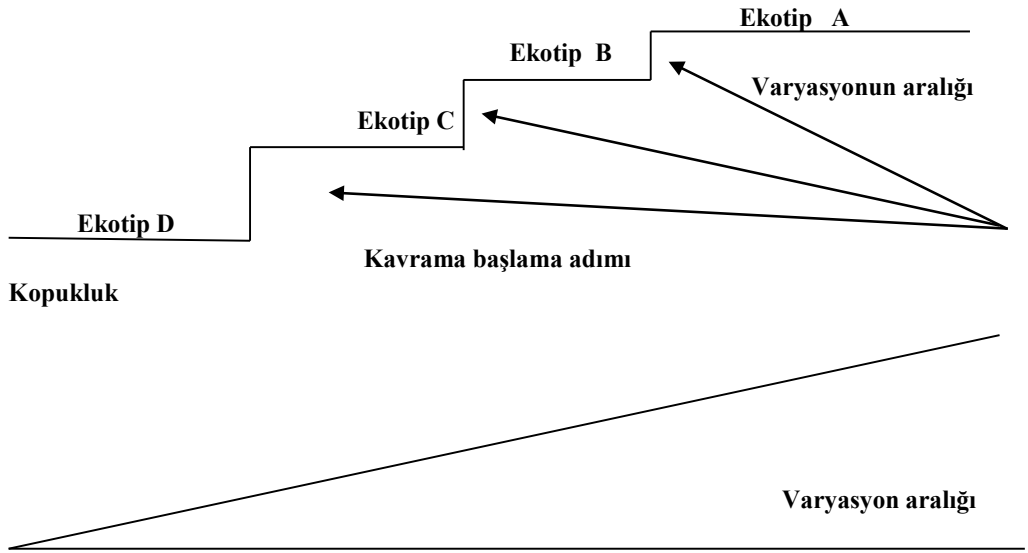 Ekotip A
Ekotip B
Varyasyonun aralığı
Ekotip C
Ekotip D
Kavrama başlama adımı
Kopukluk
Varyasyon aralığı